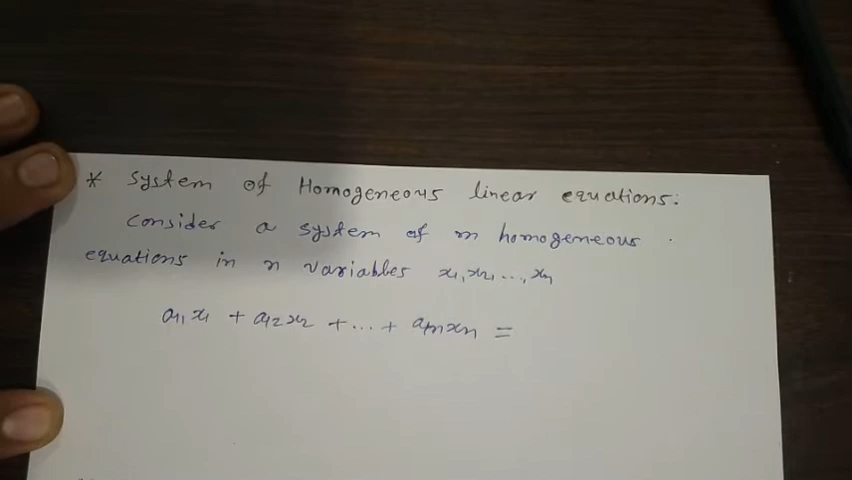 * System of Homogeneous linear equations:
Consider a system of m homogeneous
equations in n variables x₁, x₂, ..., xₙ
a₁₁x₁ + a₁₂x₂ + ... + a₁ₙxₙ =